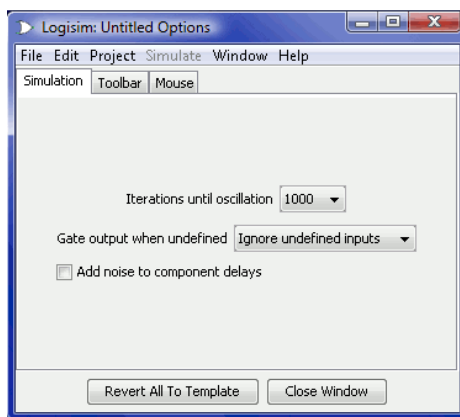 Logisim: Untitled Options
File Edit Project Simulate Window Help
Simulation Toolbar Mouse
Iterations until oscillation 1000
Gate output when undefined Ignore undefined inputs
Add noise to component delays
Revert All To Template Close Window